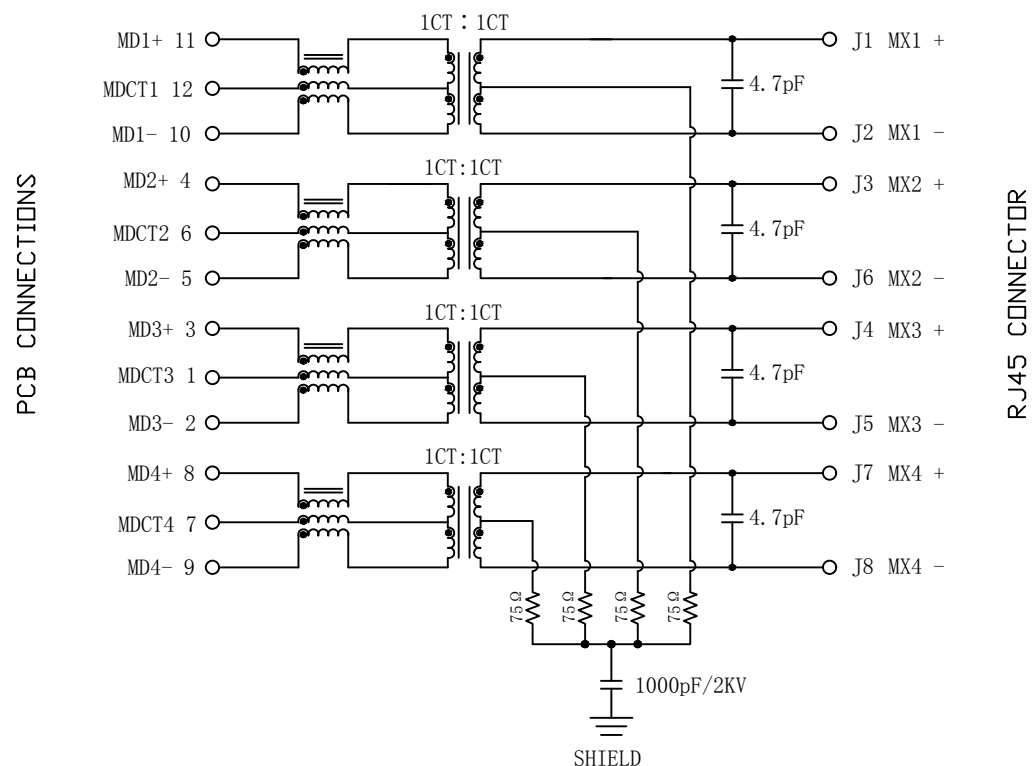 1CT : 1CT
MD1+ 11
J1 MX1 +
MDCT1 12
4.7pF
MD1- 10
J2 MX1 -
1CT:1CT
MD2+ 4
J3 MX2 +
MDCT2 6
4.7pF
MD2- 5
J6 MX2 -
1CT:1CT
MD3+ 3
J4 MX3 +
MDCT3 1
4.7pF
MD3- 2
J5 MX3 -
1CT:1CT
MD4+ 8
J7 MX4 +
MDCT4 7
4.7pF
MD4- 9
J8 MX4 -
PCB CONNECTIONS
RJ45 CONNECTOR
75Ω
75Ω
75Ω
75Ω
1000pF/2KV
SHIELD